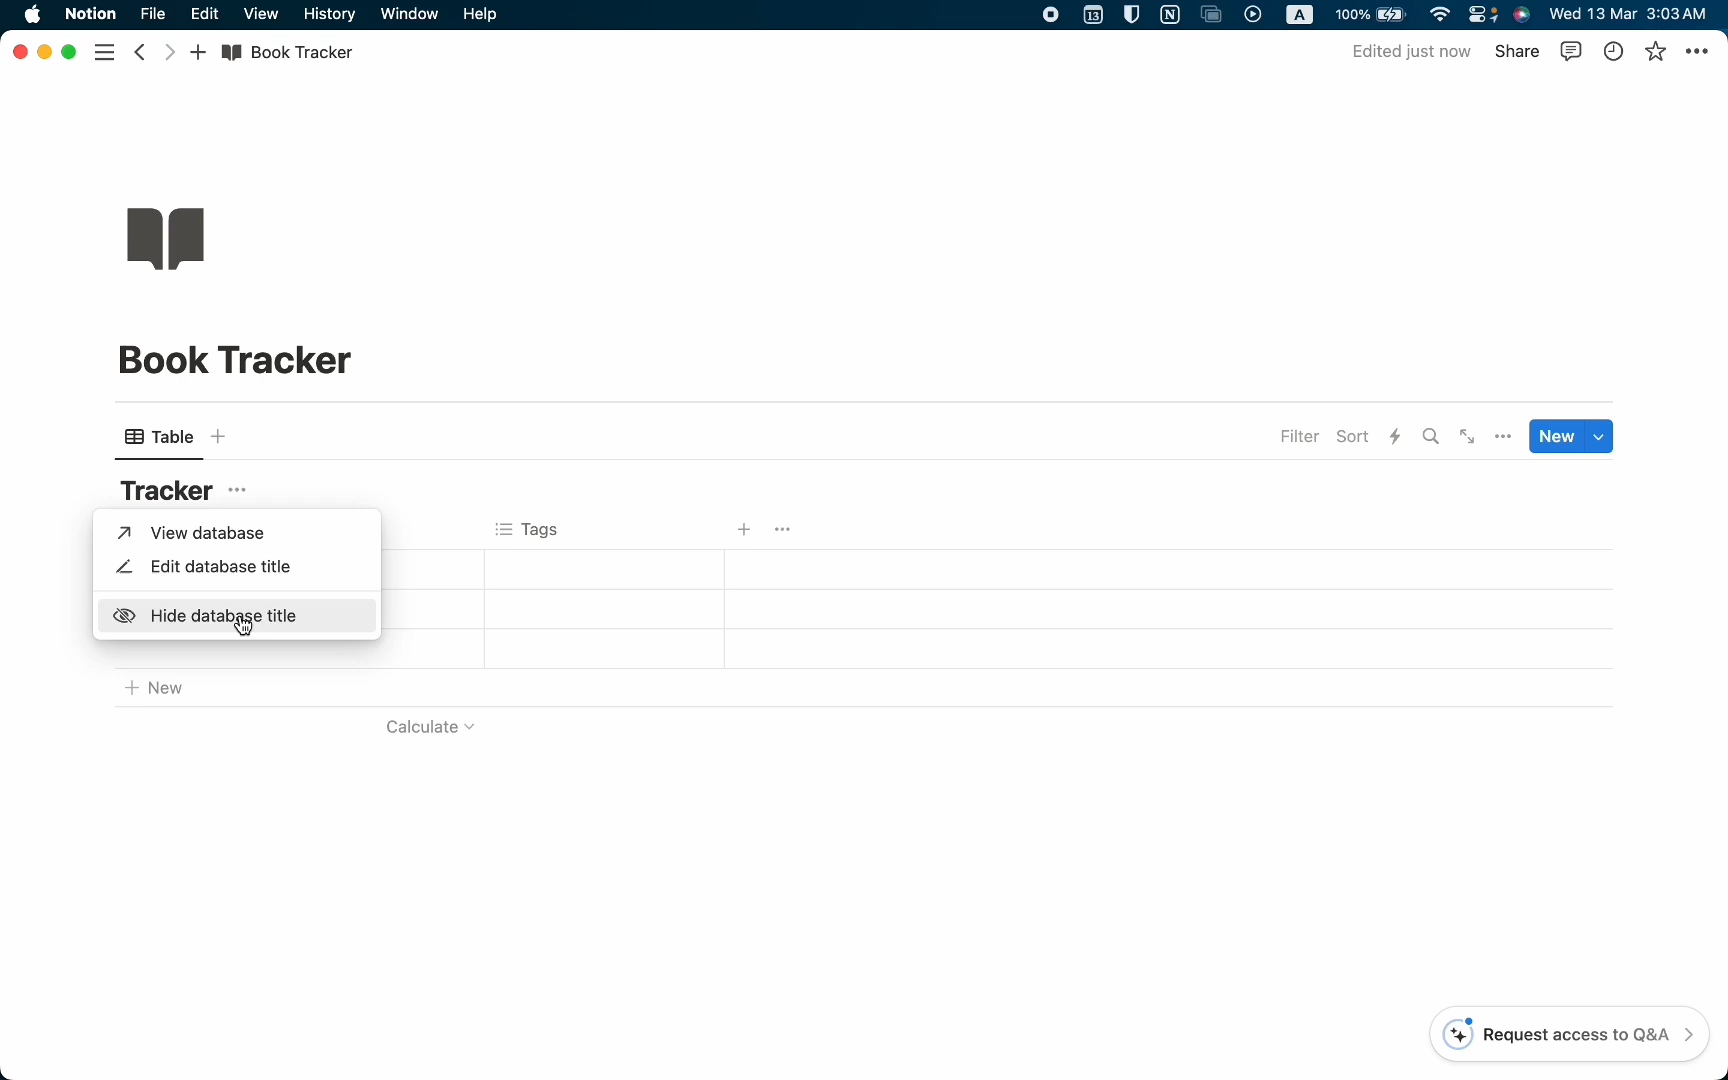 Notion File Edit View History Window Help 13 N A 100% Wed 13 Mar 3:03 AM
Book Tracker Edited just now Share
Book Tracker
Table Filter Sort New
Tracker
View database
Tags
Edit database title
Hide database title
New
Calculate
Request access to Q&A